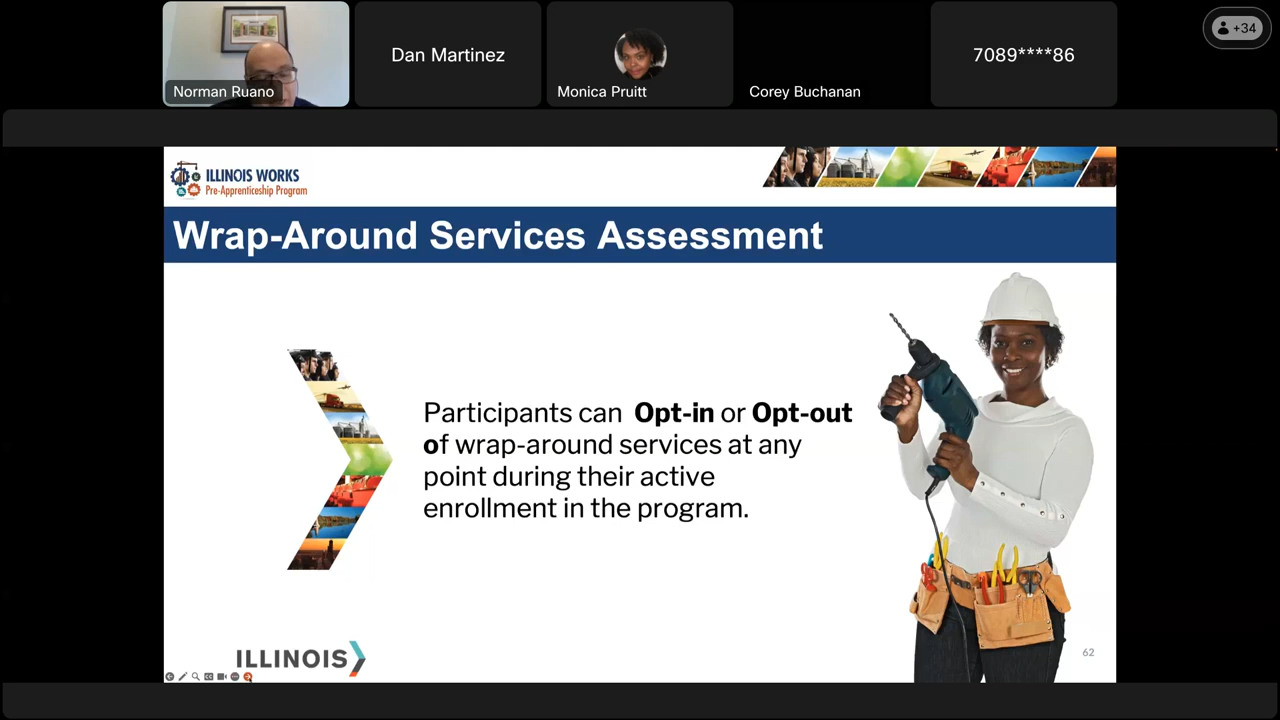 Norman Ruano
Dan Martinez
Monica Pruitt
Corey Buchanan
7089****86
+34
ILLINOIS WORKS
Pre-Apprenticeship Program
Wrap-Around Services Assessment
Participants can Opt-in or Opt-out
of wrap-around services at any
point during their active
enrollment in the program.
ILLINOIS
62